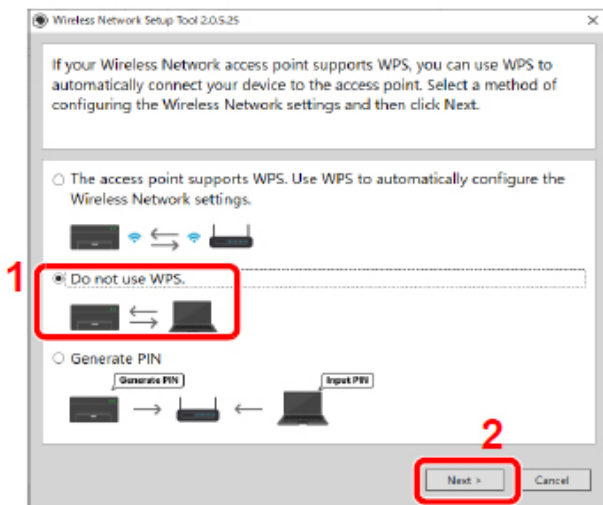 Wireless Network Setup Tool 2.0.5.25
If your Wireless Network access point supports WPS, you can use WPS to
automatically connect your device to the access point. Select a method of
configuring the Wireless Network settings and then click Next.
The access point supports WPS. Use WPS to automatically configure the
Wireless Network settings.
1
Do not use WPS.
Generate PIN
Generate PIN
Input PIN
2
Next >
Cancel